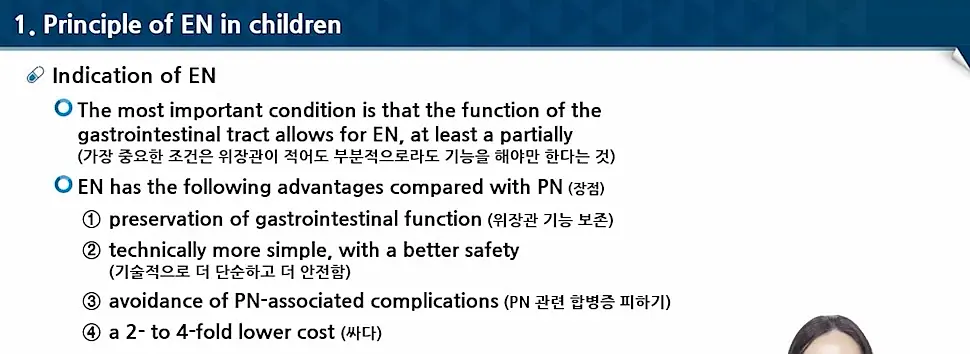 1. Principle of EN in children
Indication of EN
The most important condition is that the function of the
gastrointestinal tract allows for EN, at least a partially
(가장 중요한 조건은 위장관이 적어도 부분적으로라도 기능을 해야만 한다는 것)
EN has the following advantages compared with PN (장점)
① preservation of gastrointestinal function (위장관 기능 보존)
② technically more simple, with a better safety
(기술적으로 더 단순하고 더 안전함)
③ avoidance of PN-associated complications (PN 관련 합병증 피하기)
④ a 2- to 4-fold lower cost (싸다)